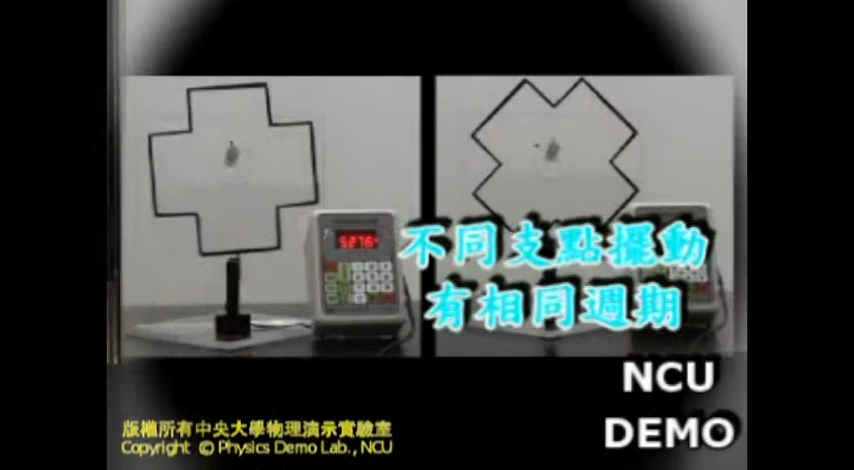 不同支點擺動
有相同週期
NCU
DEMO
版權所有中央大學物理演示實驗室
Copyright © Physics Demo Lab., NCU